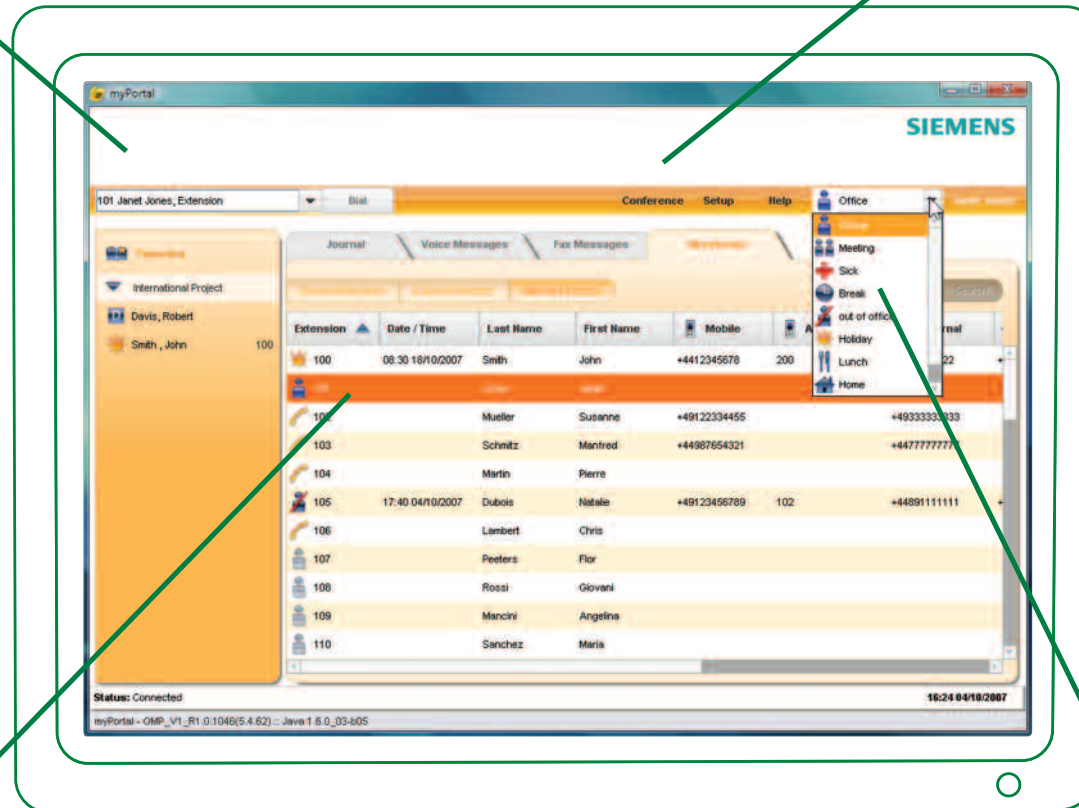 myPortal
SIEMENS
101 Janet Jones, Extension Dial Conference Setup Help Office
Journal Voice Messages Fax Messages
Meeting
Sick
Break
out of office
Holiday
Lunch
Home
International Project
Davis, Robert
Smith , John 100
Extension Date / Time Last Name First Name Mobile
100 08:30 18/10/2007 Smith John +4412345678 200
102 Mueller Susanne +49122334455
103 Schmitz Manfred +44987654321
104 Martin Pierre
105 17:40 04/10/2007 Dubois Natalie +49123456789 102 +44891111111
106 Lambert Chris
107 Peeters Flor
108 Rossi Giovani
109 Mancini Angelina
110 Sanchez Maria
Status: Connected 16:24 04/10/2007
myPortal - OMP_V1_R1.0:1046(5.4.62) :: Java 1.6.0_03-b05